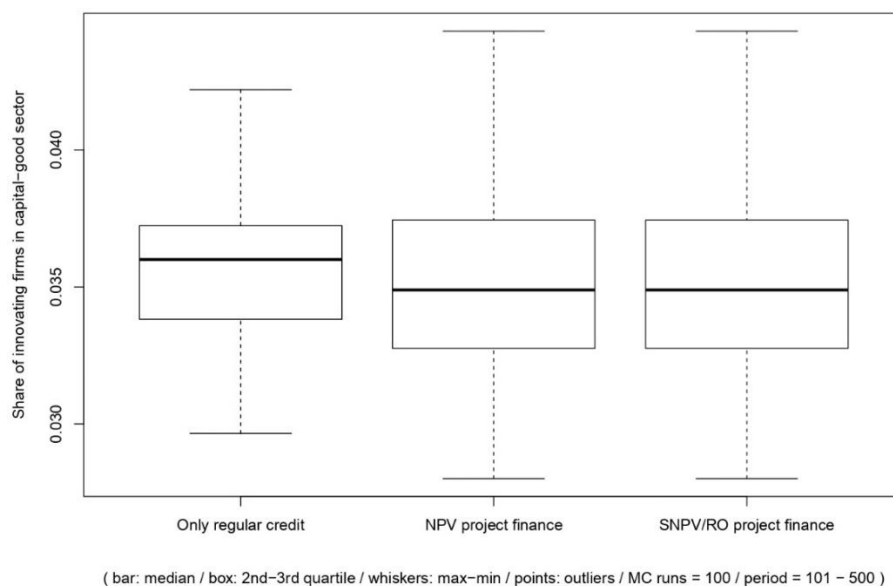 Share of innovating firms in capital−good sector
0.040
0.035
0.030
Only regular credit
NPV project finance
SNPV/RO project finance
( bar: median / box: 2nd−3rd quartile / whiskers: max−min / points: outliers / MC runs = 100 / period = 101 − 500 )